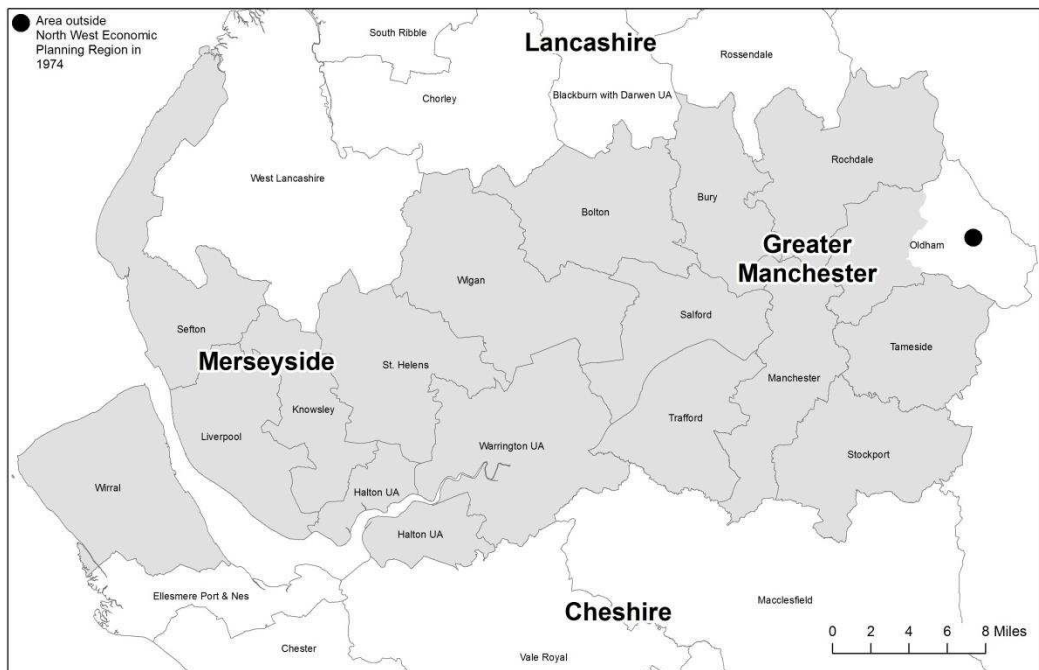 Area outside
North West Economic
Planning Region in
1974
South Ribble
Lancashire
Rossendale
Chorley
Blackburn with Darwen UA
West Lancashire
Rochdale
Bolton
Bury
Greater
Manchester
Oldham
Wigan
Salford
Sefton
Merseyside
St. Helens
Tameside
Manchester
Knowsley
Trafford
Liverpool
Warrington UA
Stockport
Wirral
Halton UA
Halton UA
Ellesmere Port & Nes
Cheshire
Macclesfield
Chester
Vale Royal
0 2 4 6 8 Miles